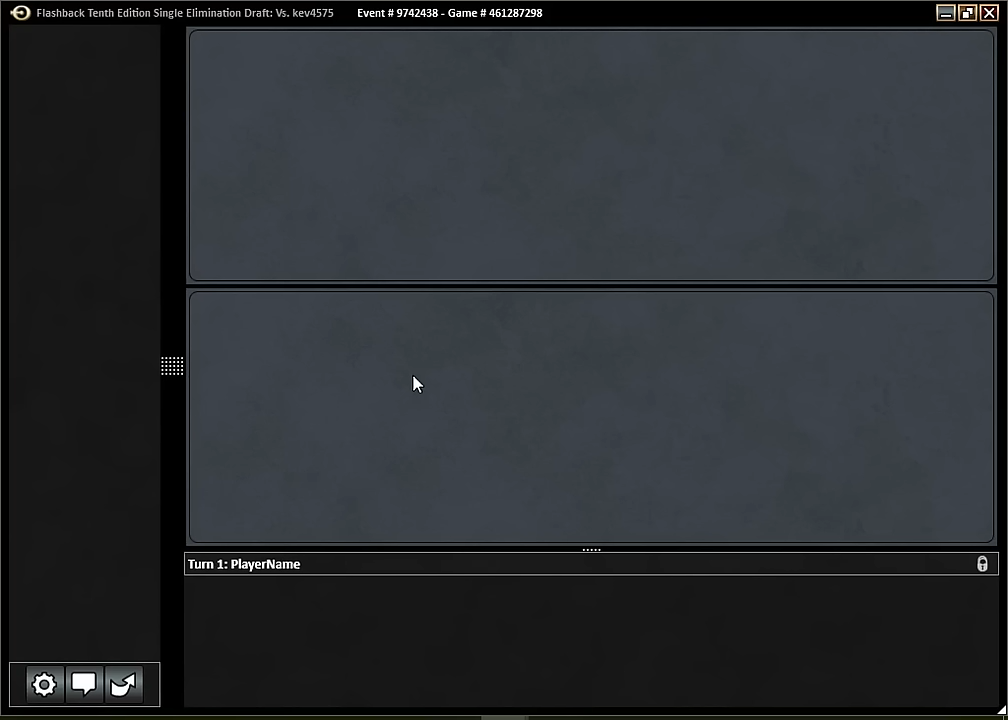 Flashback Tenth Edition Single Elimination Draft: Vs. kev4575 Event # 9742438 - Game # 461287298
Turn 1: PlayerName